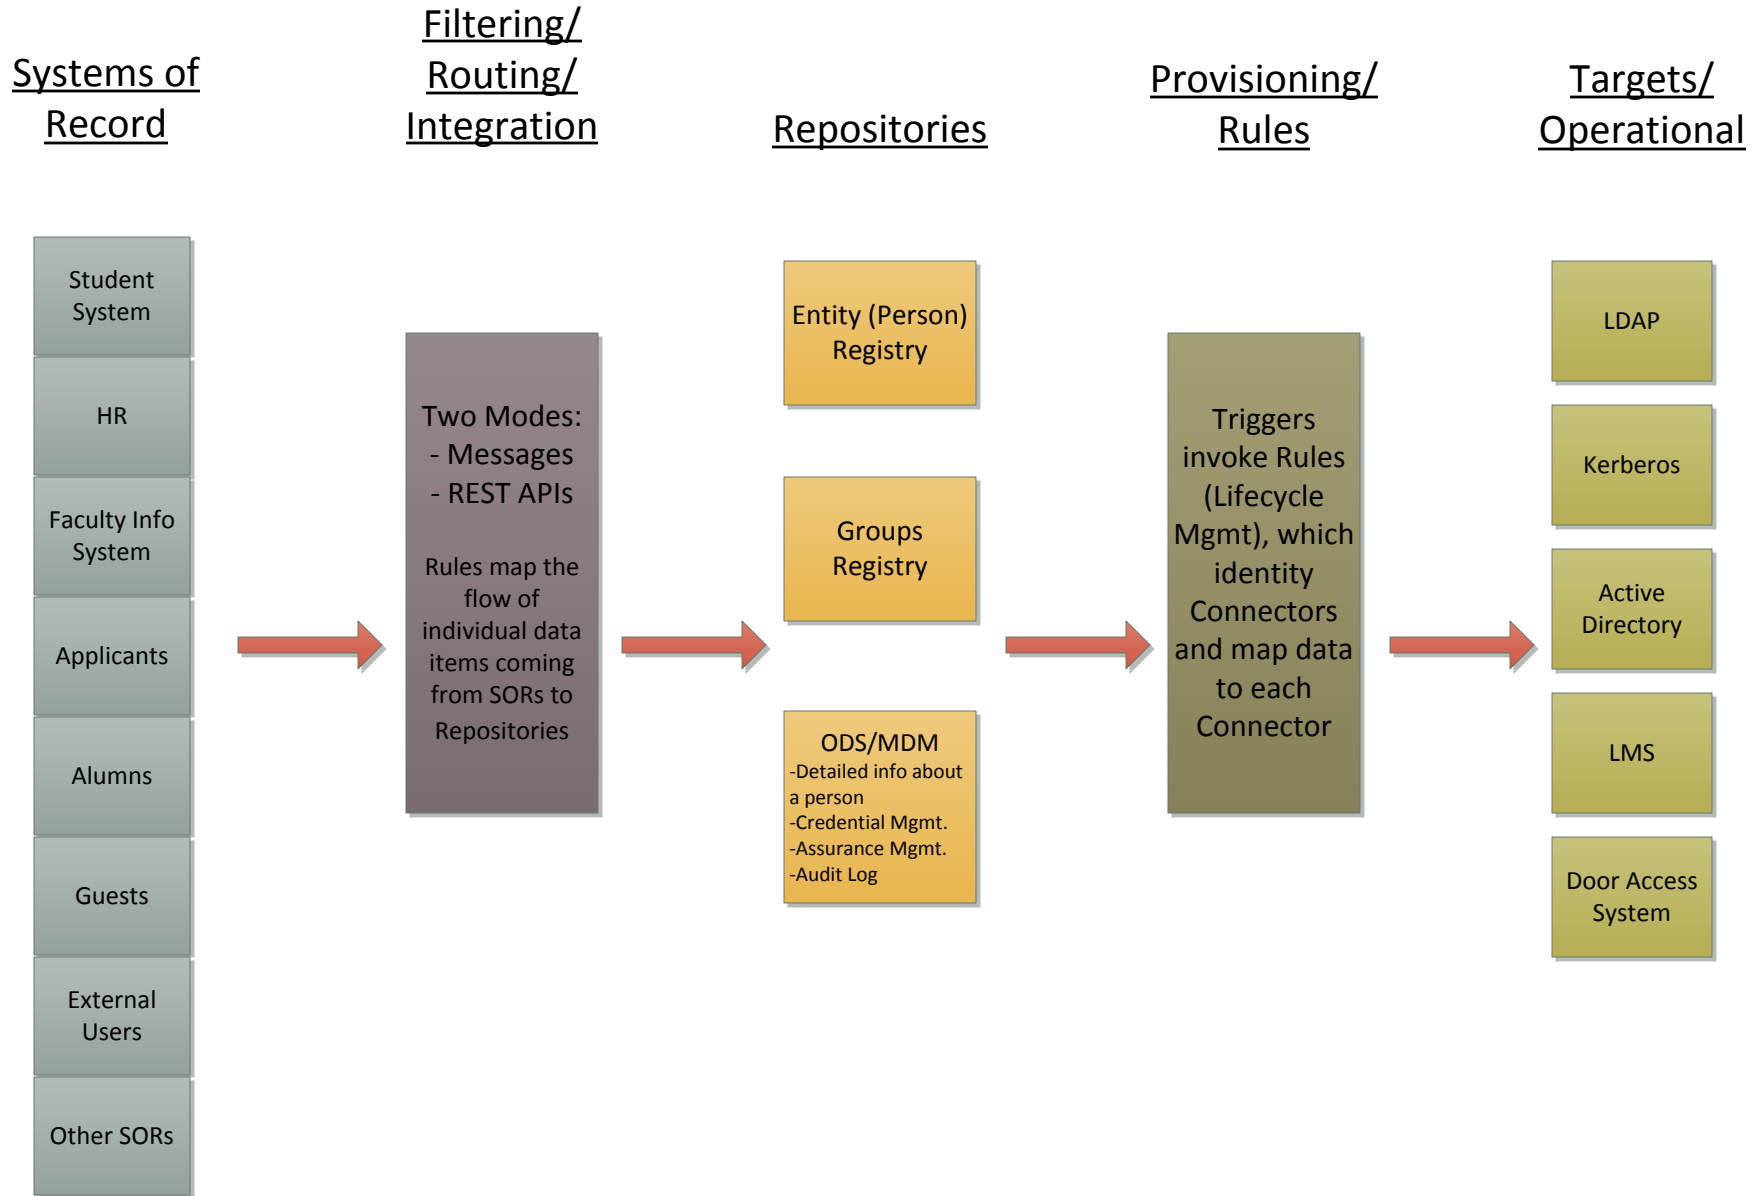 Systems of
Record
Filtering/
Routing/
Integration
Repositories
Provisioning/
Rules
Targets/
Operational
Student
System
HR
Faculty Info
System
Applicants
Alumns
Guests
External
Users
Other SORs
Two Modes:
- Messages
- REST APIs
Rules map the
flow of
individual data
items coming
from SORs to
Repositories
Entity (Person)
Registry
Groups
Registry
ODS/MDM
-Detailed info about
a person
-Credential Mgmt.
-Assurance Mgmt.
-Audit Log
Triggers
invoke Rules
(Lifecycle
Mgmt), which
identity
Connectors
and map data
to each
Connector
LDAP
Kerberos
Active
Directory
LMS
Door Access
System